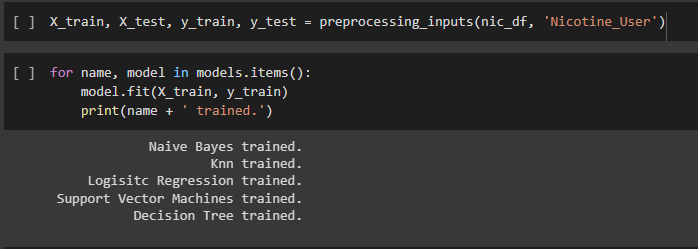 [ ] X_train, X_test, y_train, y_test = preprocessing_inputs(nic_df, 'Nicotine_User')
[ ] for name, model in models.items():
model.fit(X_train, y_train)
print(name + ' trained.')
Naive Bayes trained.
Knn trained.
Logisitc Regression trained.
Support Vector Machines trained.
Decision Tree trained.